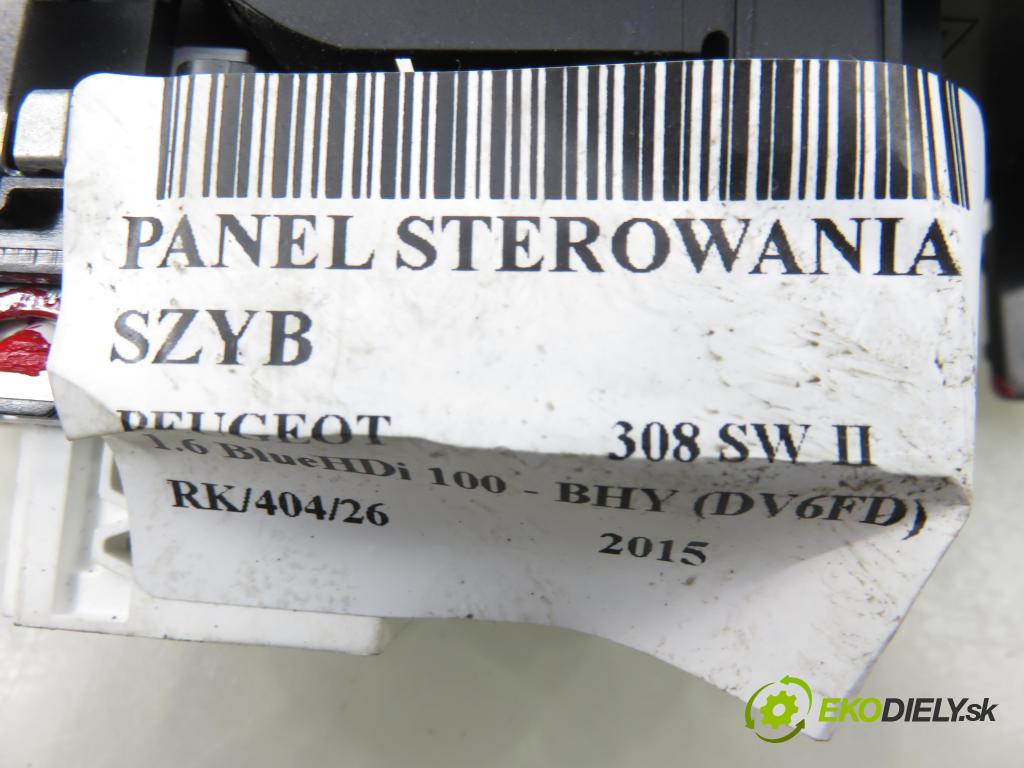 PANEL STEROWANIA
SZYB
PEUGEOT 308 SW II
1.6 BlueHDi 100 - BHY (DV6FD)
RK/404/26 2015
EKODIELY.sk